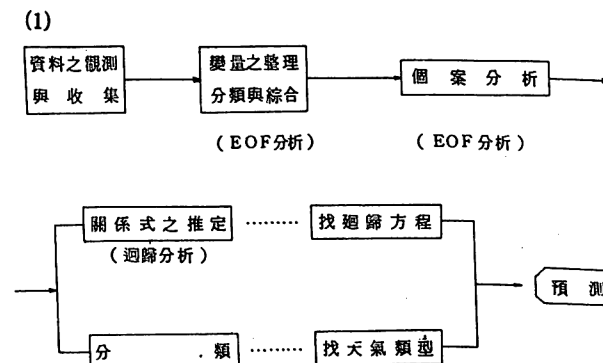 (1)
資料之觀測
與收集
變量之整理
分類與綜合
個案分析
(EOF分析)
(EOF分析)
關係式之推定
找迴歸方程
(迴歸分析)
預測
分類
找天氣類型